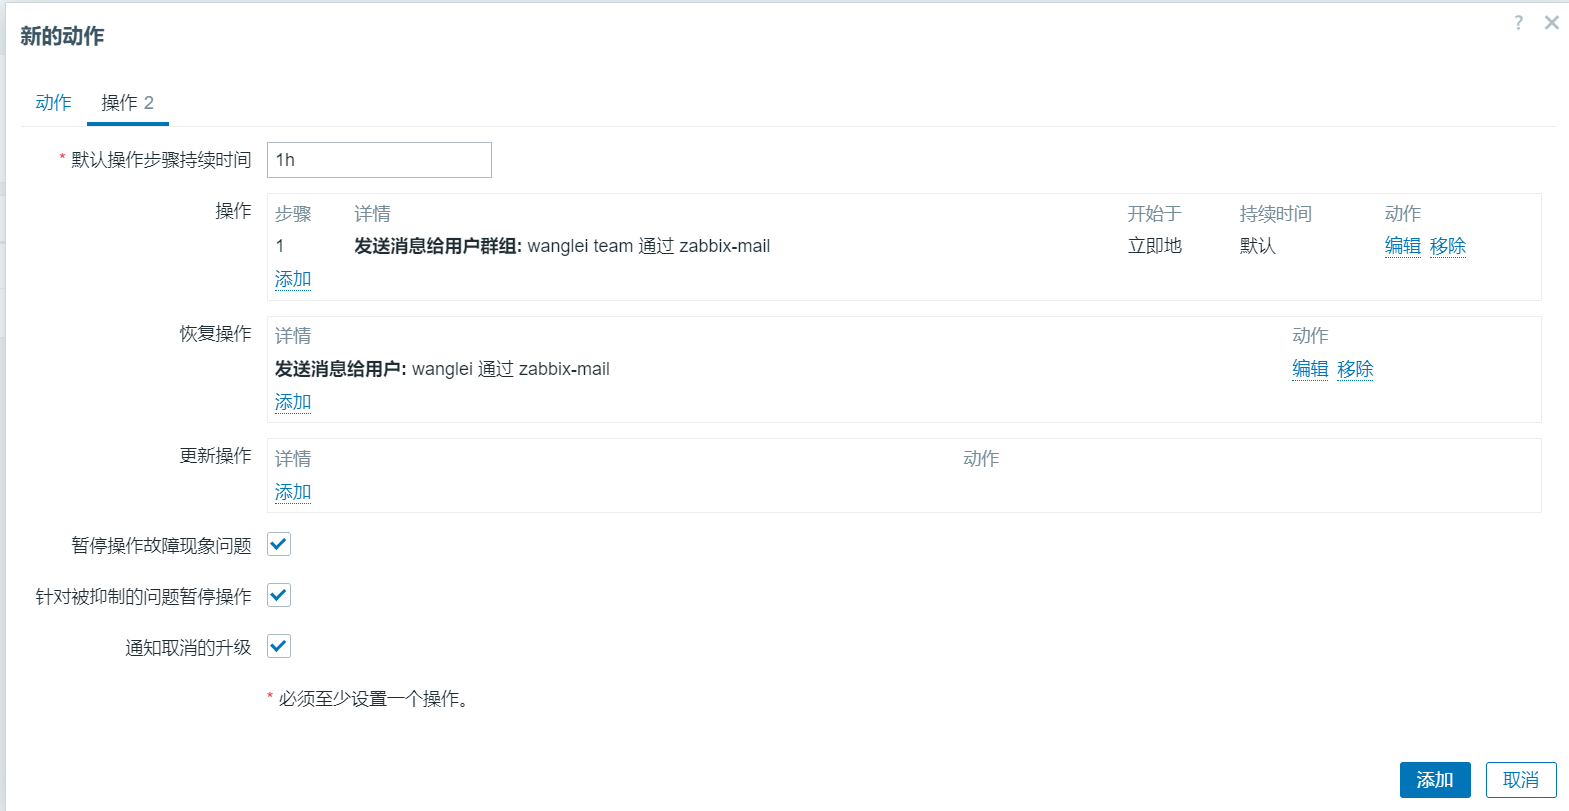 新的动作
?
动作 操作 2
* 默认操作步骤持续时间 1h
操作 步骤 详情 开始于 持续时间 动作
1 发送消息给用户群组: wanglei team 通过 zabbix-mail 立即地 默认 编辑 移除
添加
恢复操作 详情 动作
发送消息给用户: wanglei 通过 zabbix-mail 编辑 移除
添加
更新操作 详情 动作
添加
暂停操作故障现象问题
针对被抑制的问题暂停操作
通知取消的升级
* 必须至少设置一个操作。
添加 取消